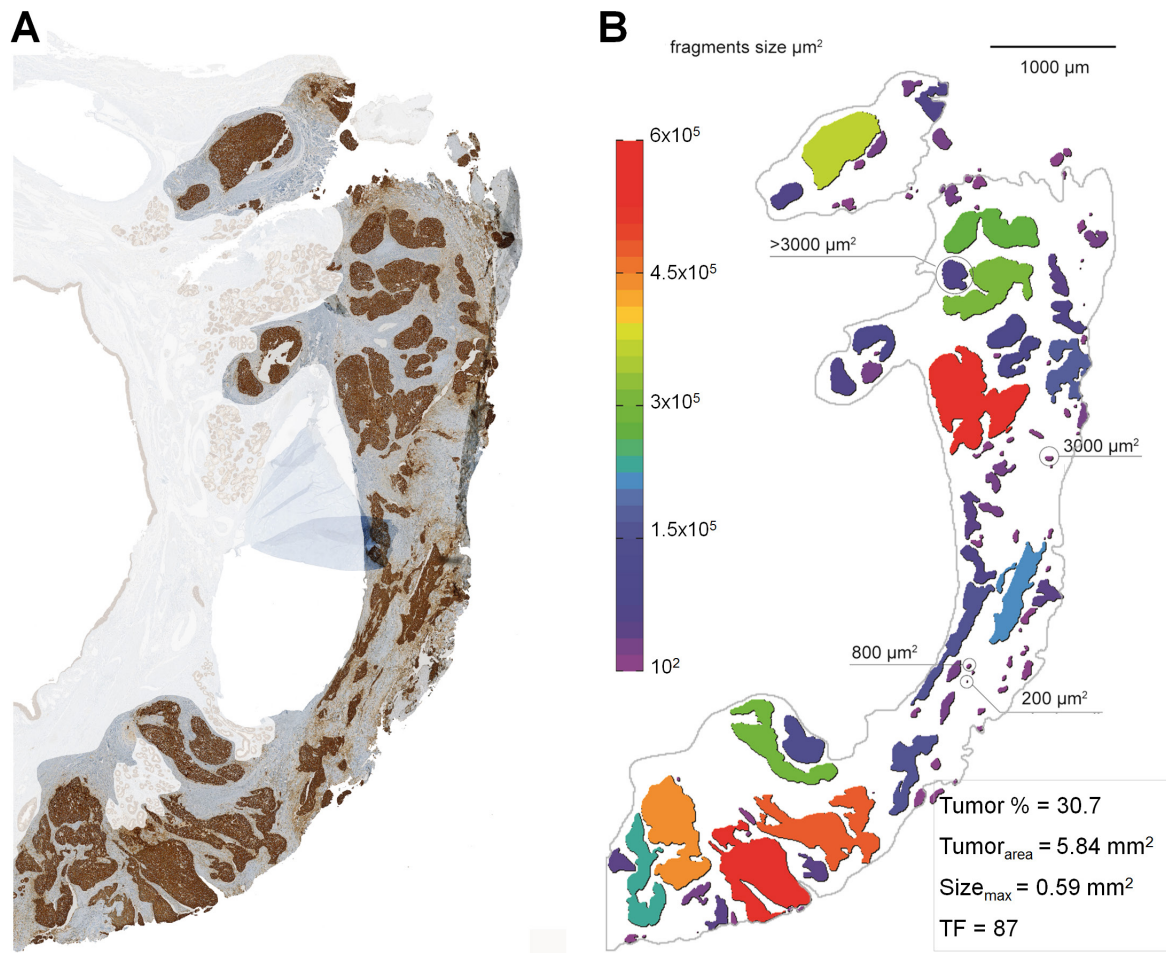 A
B
fragments size µm²
1000 µm
6x10⁵
4.5x10⁵
3x10⁵
1.5x10⁵
10²
>3000 µm²
3000 µm²
800 µm²
200 µm²
Tumor % = 30.7
Tumor_area = 5.84 mm²
Size_max = 0.59 mm²
TF = 87